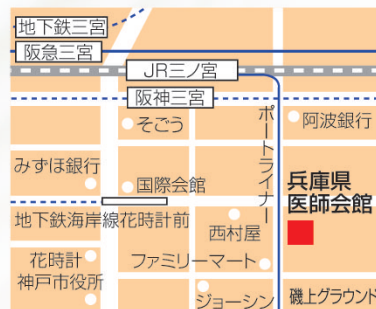 地下鉄三宮
阪急三宮
JR三ノ宮
阪神三宮
そごう
ポートライナー
阿波銀行
みずほ銀行
国際会館
兵庫県
医師会館
地下鉄海岸線花時計前
西村屋
花時計
ファミリーマート
神戸市役所
ジョーシン
磯上グラウンド